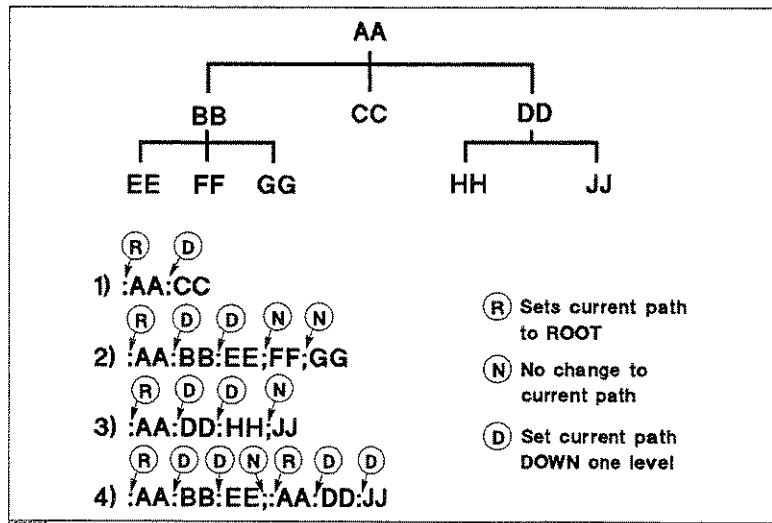 AA
BB CC DD
EE FF GG HH JJ
R D
1) :AA:CC
R D D N N
2) :AA:BB:EE;FF;GG
R D D N
3) :AA:DD:HH;JJ
R D D N R D D
4) :AA:BB:EE;:AA:DD:JJ
R Sets current path
to ROOT
N No change to
current path
D Set current path
DOWN one level